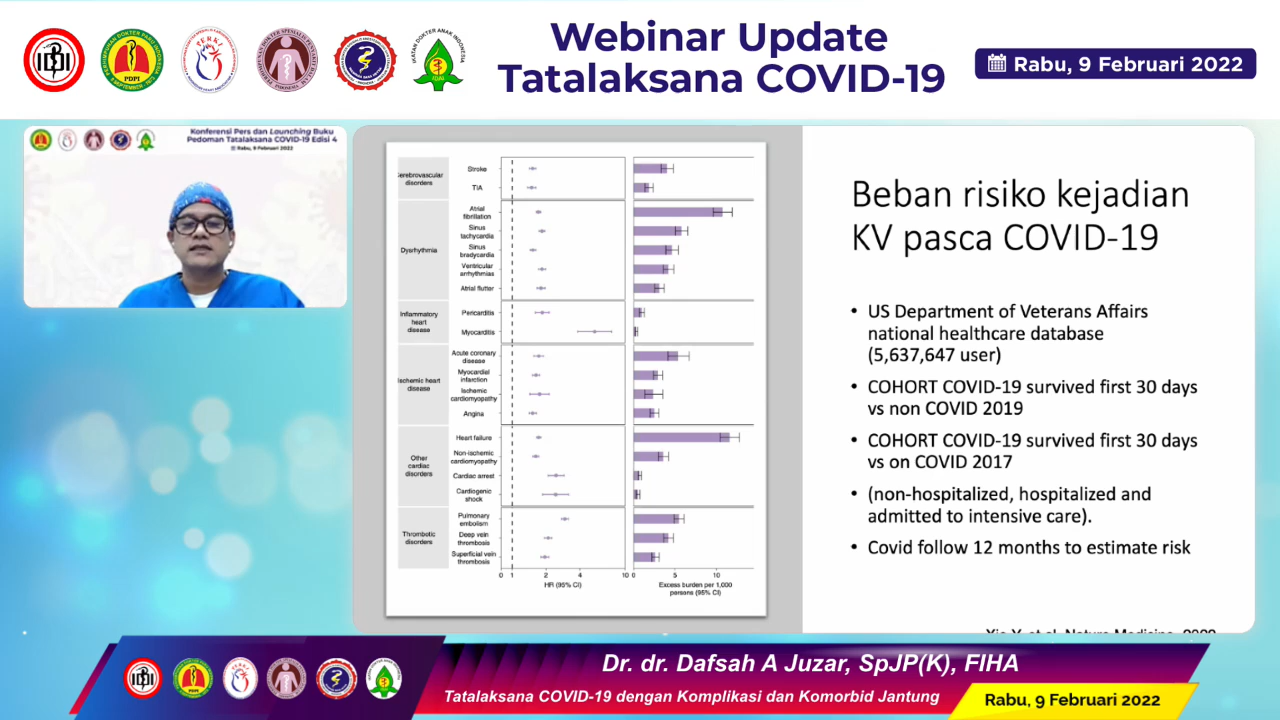 Webinar Update
Tatalaksana COVID-19
Rabu, 9 Februari 2022
IDI
PDPI
PERKI
IDAI
IKATAN DOKTER ANAK INDONESIA
Konferensi Pers dan Launching Buku
Pedoman Tatalaksana COVID-19 Edisi 4
Rabu, 9 Februari 2022
Cerebrovascular
disorders
Stroke
TIA
Dysrhythmia
Atrial
fibrillation
Sinus
tachycardia
Sinus
bradycardia
Ventricular
arrhythmias
Atrial flutter
Inflammatory
heart
disease
Pericarditis
Myocarditis
Ischemic heart
disease
Acute coronary
disease
Myocardial
infarction
Ischemic
cardiomyopathy
Angina
Other
cardiac
disorders
Heart failure
Non-ischemic
cardiomyopathy
Cardiac arrest
Cardiogenic
shock
Thrombotic
disorders
Pulmonary
embolism
Deep vein
thrombosis
Superficial vein
thrombosis
0 1 2 4 10
HR (95% CI)
0 5 10
Excess burden per 1,000
persons (95% CI)
Beban risiko kejadian
KV pasca COVID-19
• US Department of Veterans Affairs
national healthcare database
(5,637,647 user)
• COHORT COVID-19 survived first 30 days
vs non COVID 2019
• COHORT COVID-19 survived first 30 days
vs on COVID 2017
• (non-hospitalized, hospitalized and
admitted to intensive care).
• Covid follow 12 months to estimate risk
Dr. dr. Dafsah A Juzar, SpJP(K), FIHA
Tatalaksana COVID-19 dengan Komplikasi dan Komorbid Jantung
Rabu, 9 Februari 2022